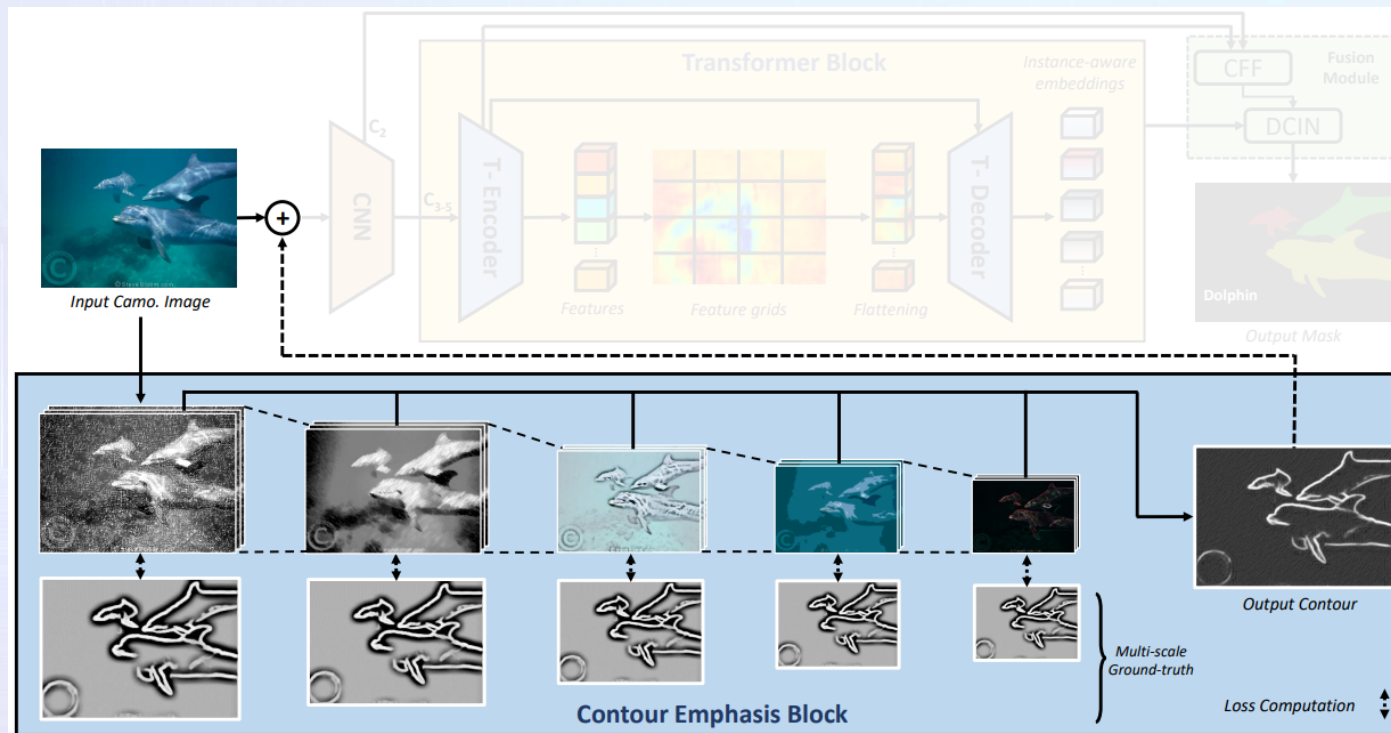 Transformer Block
Instance-aware
embeddings
CFF
Fusion
Module
DCIN
C2
C3-5
CNN
T- Encoder
T- Decoder
+
Features
Feature grids
Flattening
Dolphin
Output Mask
©
Input Camo. Image
Output Contour
Multi-scale
Ground-truth
Loss Computation
Contour Emphasis Block